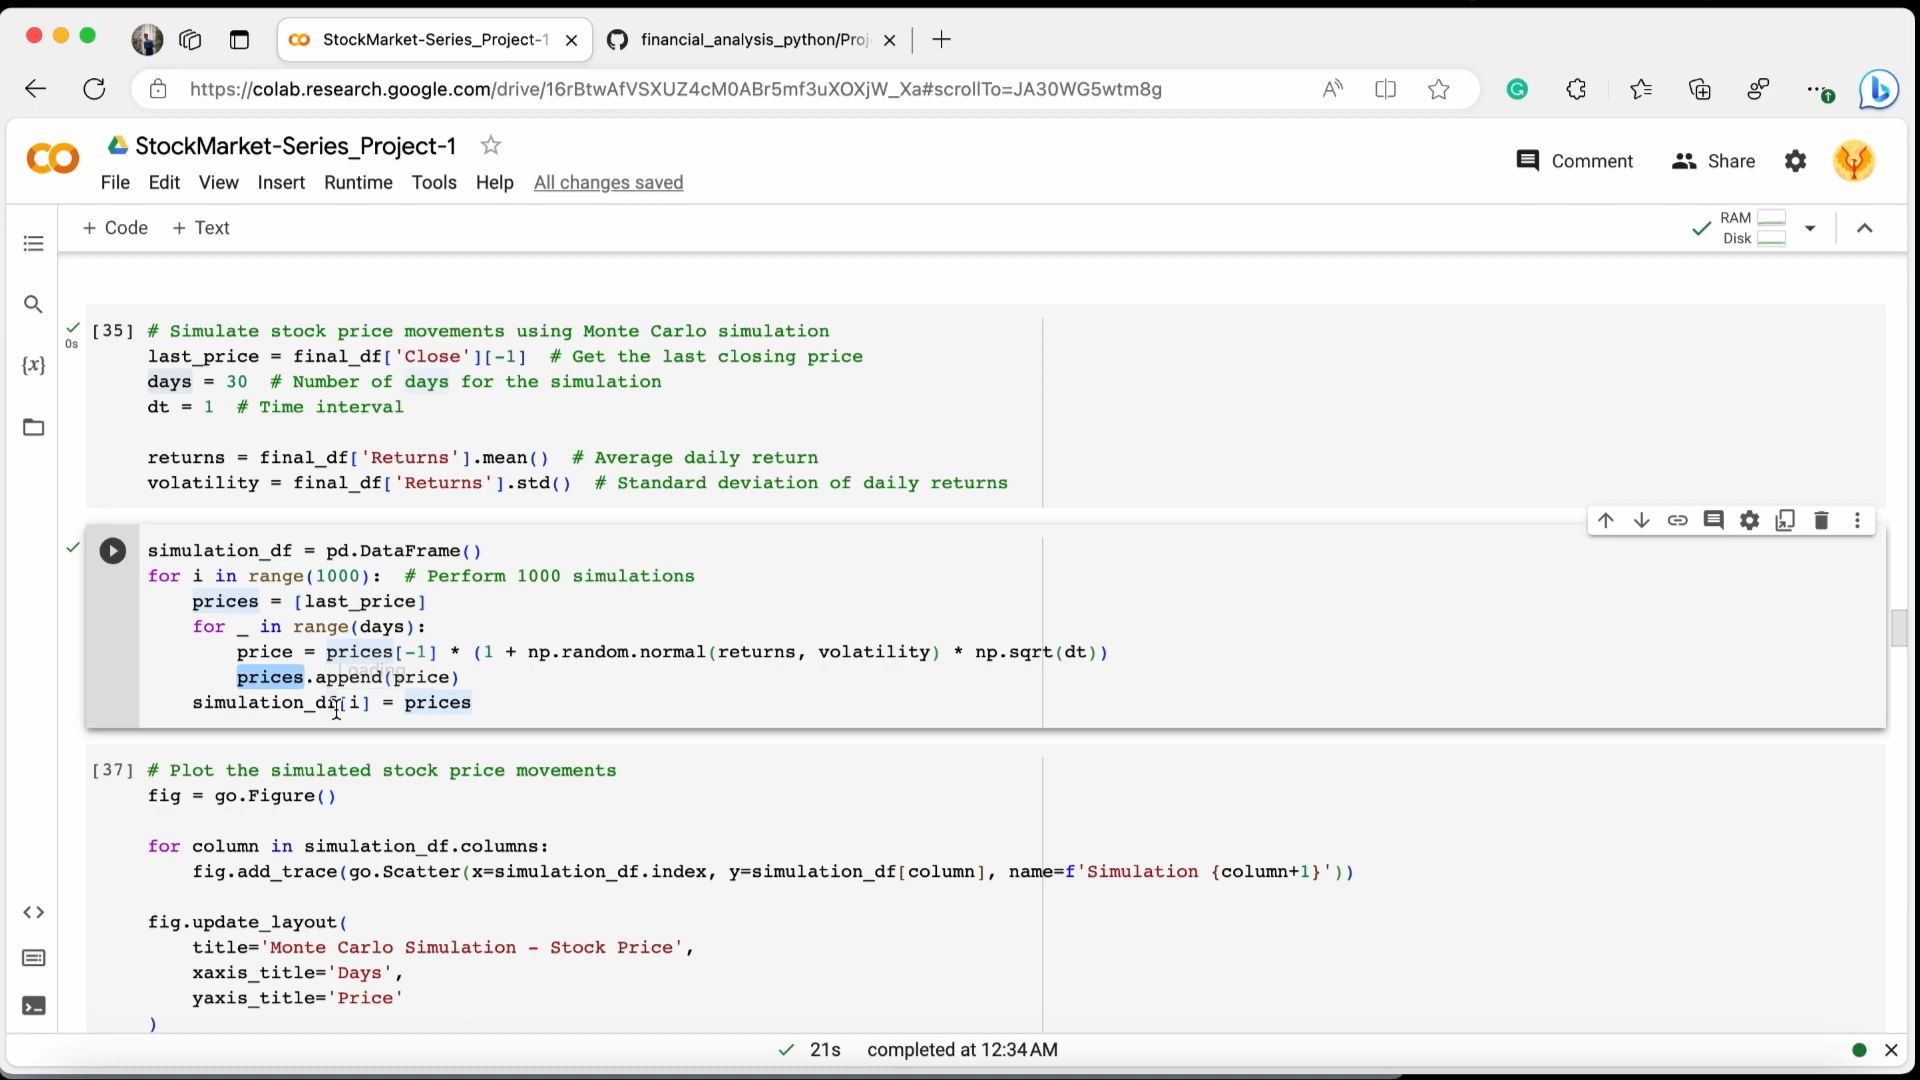 StockMarket-Series_Project-1
financial_analysis_python/Proj
https://colab.research.google.com/drive/16rBtwAfVSXUZ4cM0ABr5mf3uXOXjW_Xa#scrollTo=JA30WG5wtm8g
StockMarket-Series_Project-1
Comment
Share
File Edit View Insert Runtime Tools Help All changes saved
+ Code + Text
RAM
Disk
[35] # Simulate stock price movements using Monte Carlo simulation
0s
last_price = final_df['Close'][-1]  # Get the last closing price
days = 30  # Number of days for the simulation
dt = 1  # Time interval
returns = final_df['Returns'].mean()  # Average daily return
volatility = final_df['Returns'].std()  # Standard deviation of daily returns
simulation_df = pd.DataFrame()
for i in range(1000):  # Perform 1000 simulations
    prices = [last_price]
    for _ in range(days):
        price = prices[-1] * (1 + np.random.normal(returns, volatility) * np.sqrt(dt))
Loading...
        prices.append(price)
    simulation_df[i] = prices
[37] # Plot the simulated stock price movements
fig = go.Figure()
for column in simulation_df.columns:
    fig.add_trace(go.Scatter(x=simulation_df.index, y=simulation_df[column], name=f'Simulation {column+1}'))
fig.update_layout(
    title='Monte Carlo Simulation - Stock Price',
    xaxis_title='Days',
    yaxis_title='Price'
)
21s completed at 12:34 AM